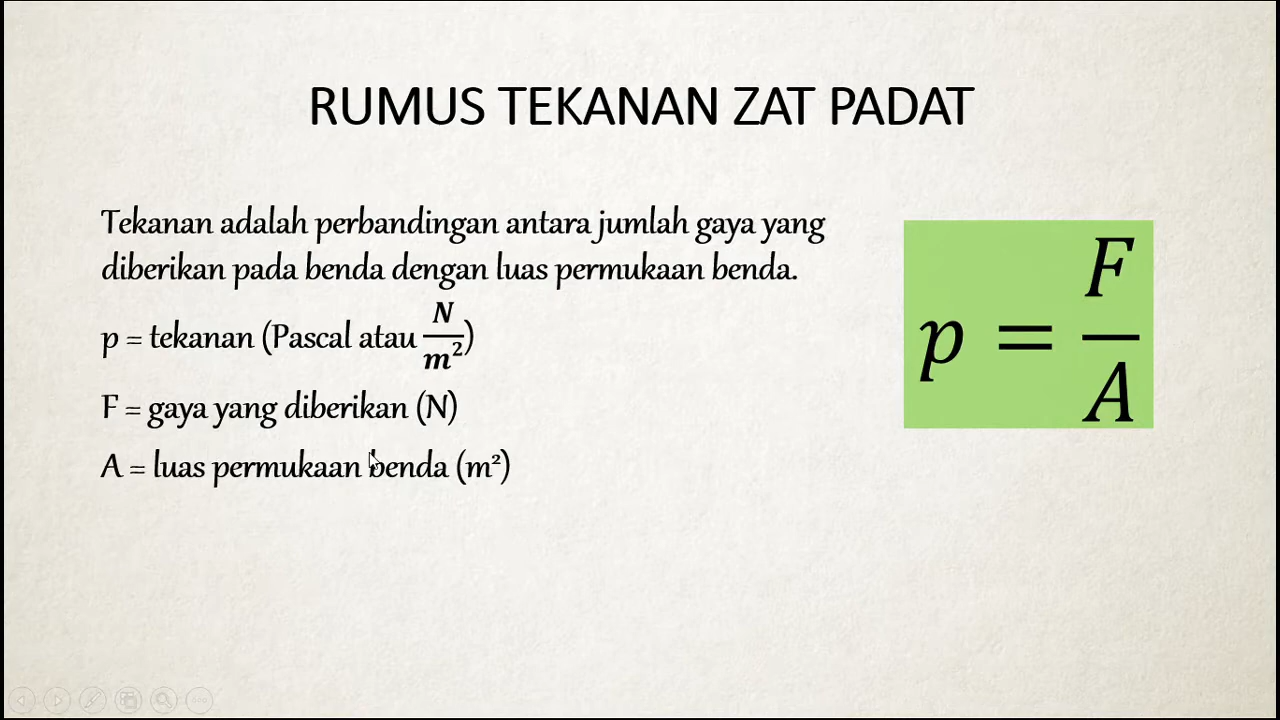 RUMUS TEKANAN ZAT PADAT
Tekanan adalah perbandingan antara jumlah gaya yang
diberikan pada benda dengan luas permukaan benda.
p = tekanan (Pascal atau N/m²)
F = gaya yang diberikan (N)
A = luas permukaan benda (m²)
p = F/A